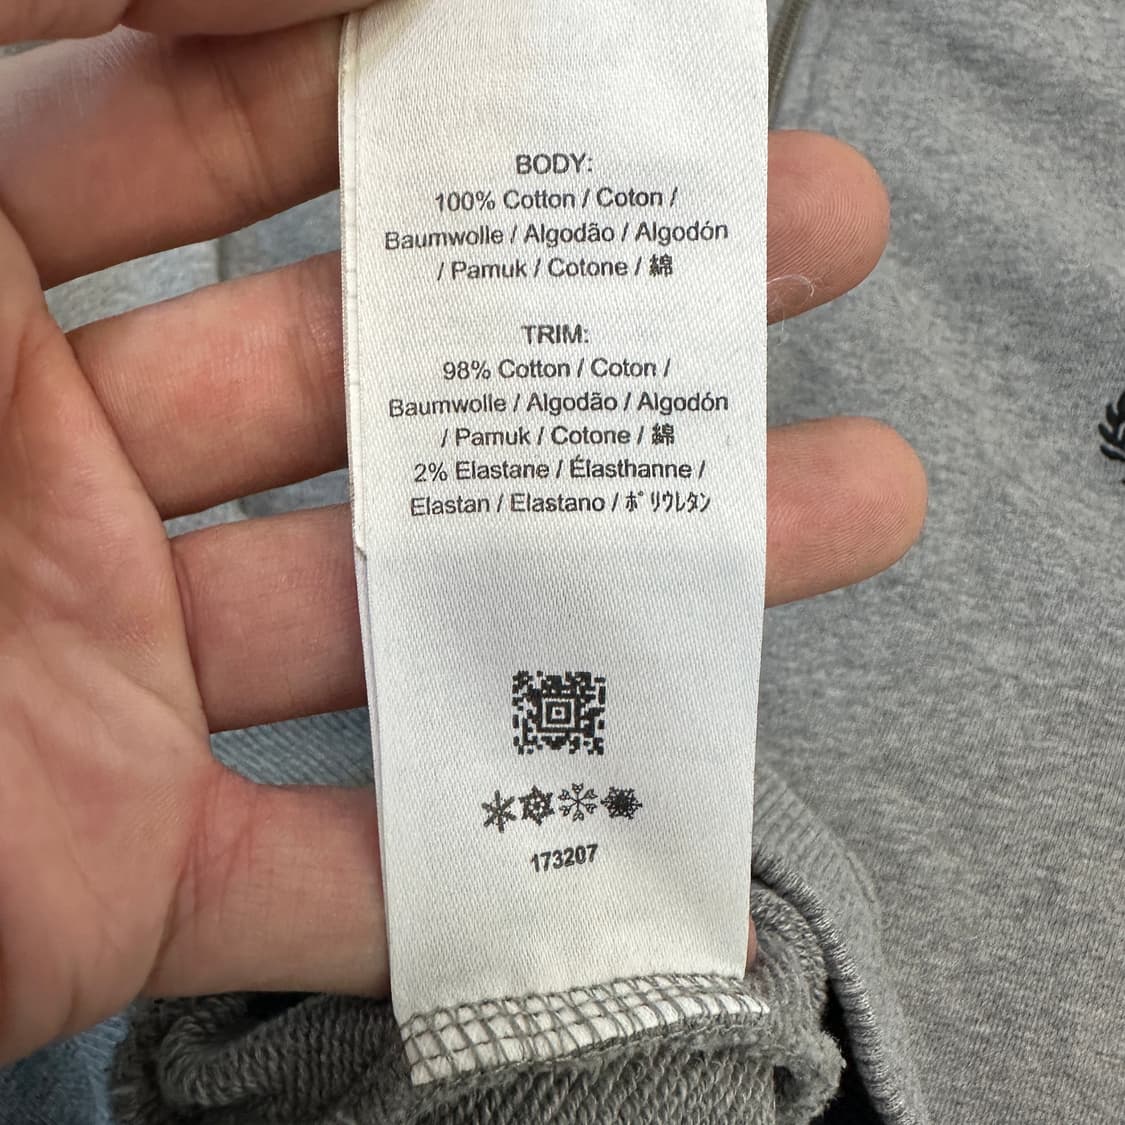 BODY:
100% Cotton / Coton /
Baumwolle / Algodão / Algodón
/ Pamuk / Cotone / 綿
TRIM:
98% Cotton / Coton /
Baumwolle / Algodão / Algodón
/ Pamuk / Cotone / 綿
2% Elastane / Élasthanne /
Elastan / Elastano / ﾎﾟﾘｳﾚﾀﾝ
173207